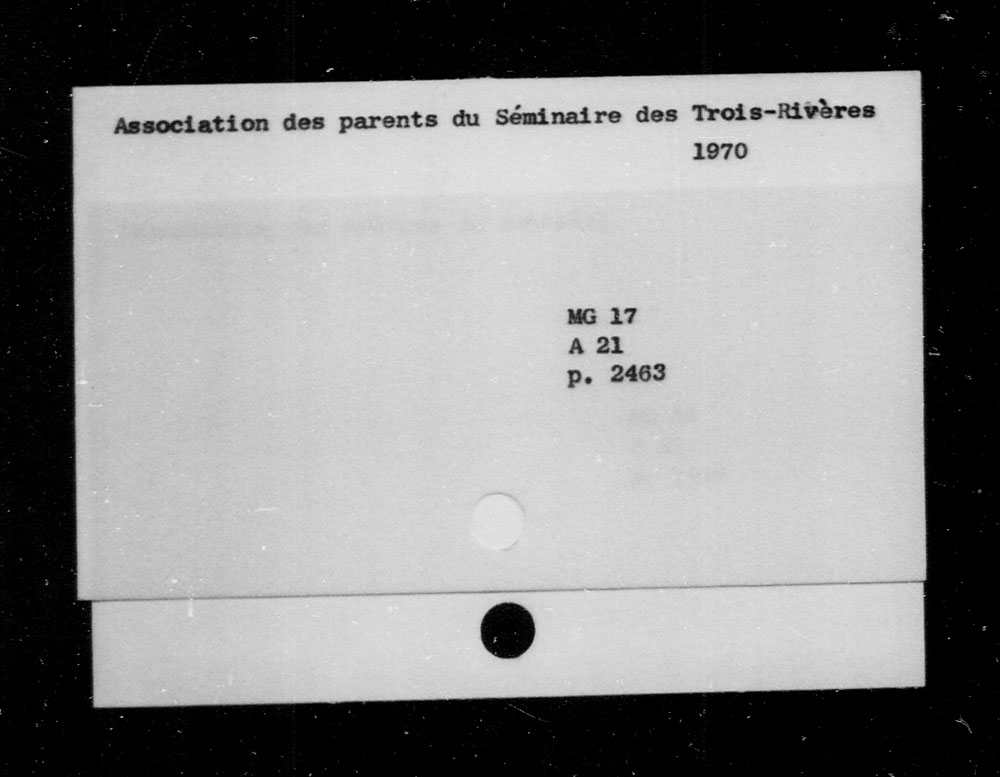 Association des parents du Séminaire des Trois-Rivères
1970
MG 17
A 21
p. 2463